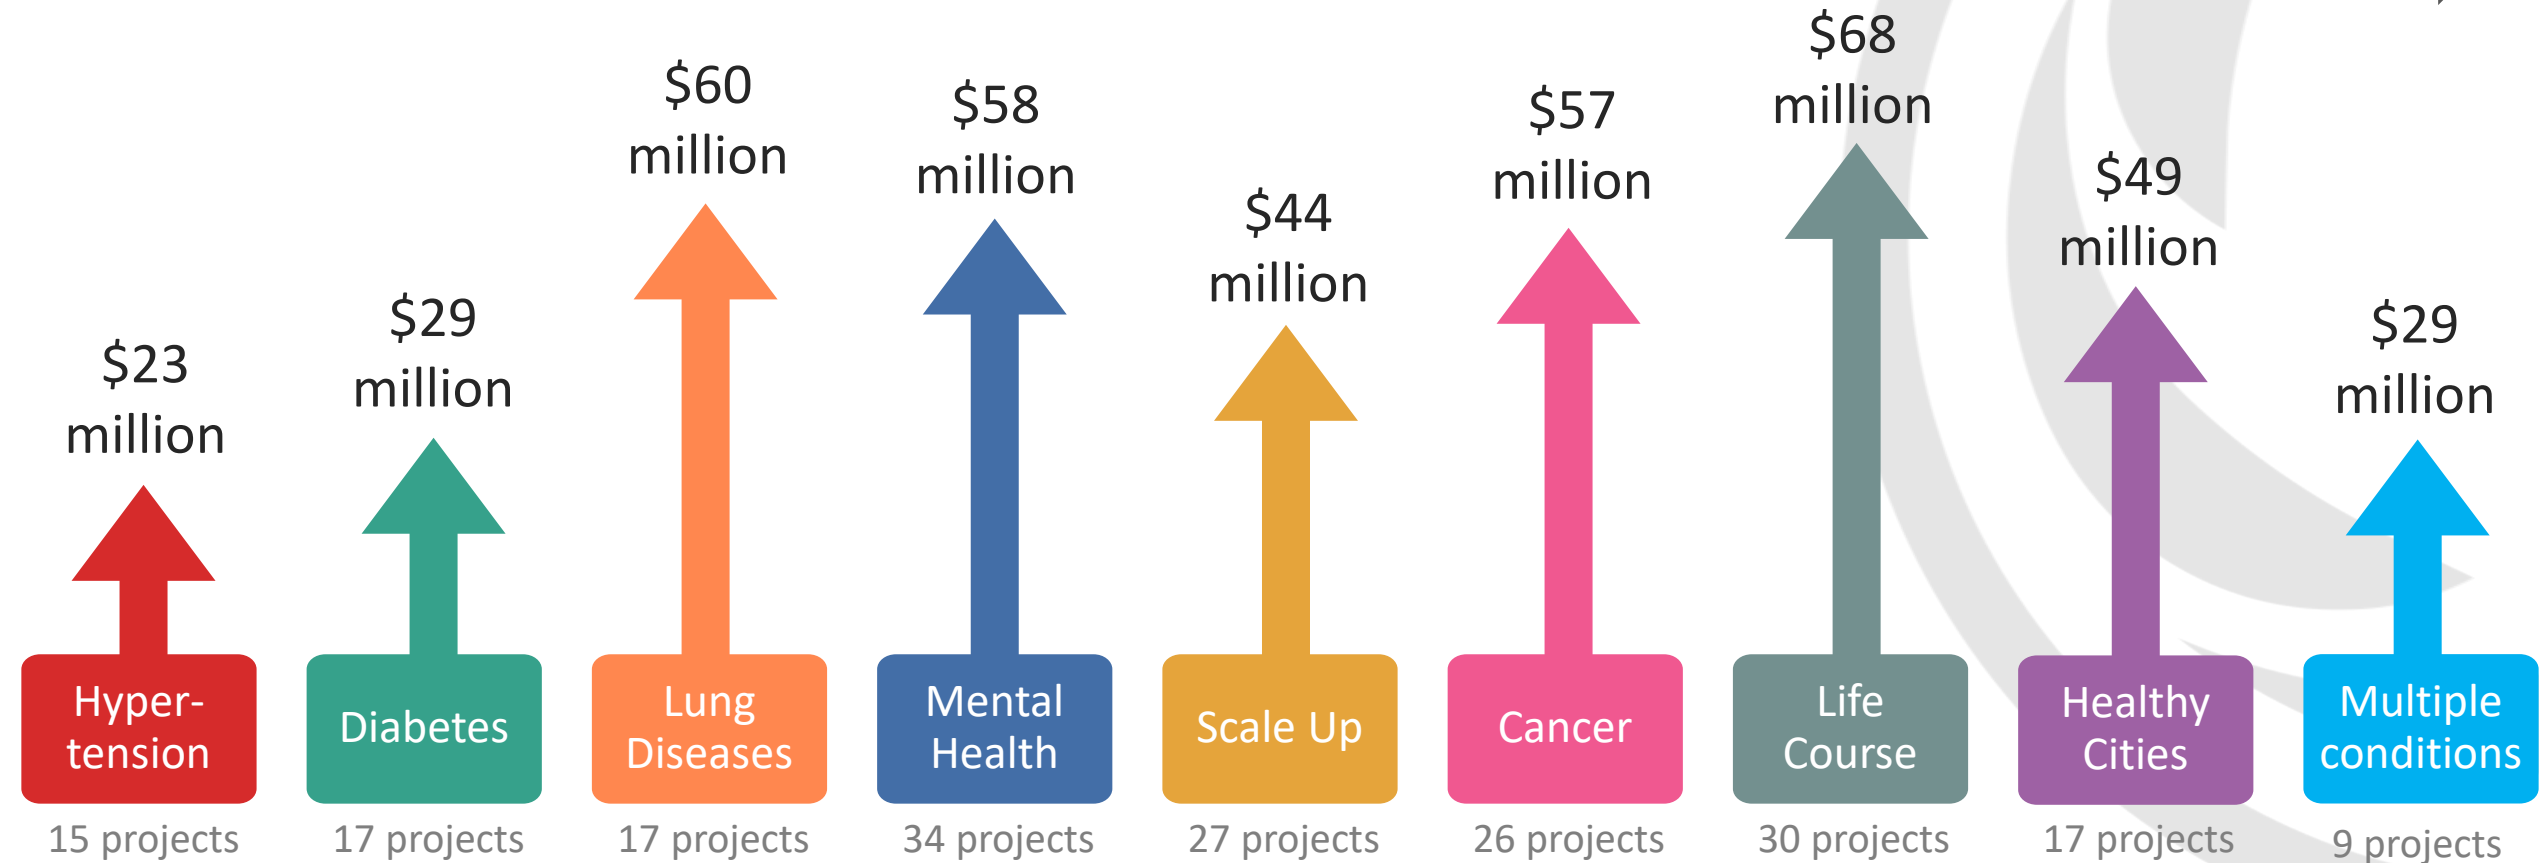 $23
million
Hyper-
tension
15 projects
$29
million
Diabetes
17 projects
$60
million
Lung
Diseases
17 projects
$58
million
Mental
Health
34 projects
$44
million
Scale Up
27 projects
$57
million
Cancer
26 projects
$68
million
Life
Course
30 projects
$49
million
Healthy
Cities
17 projects
$29
million
Multiple
conditions
9 projects